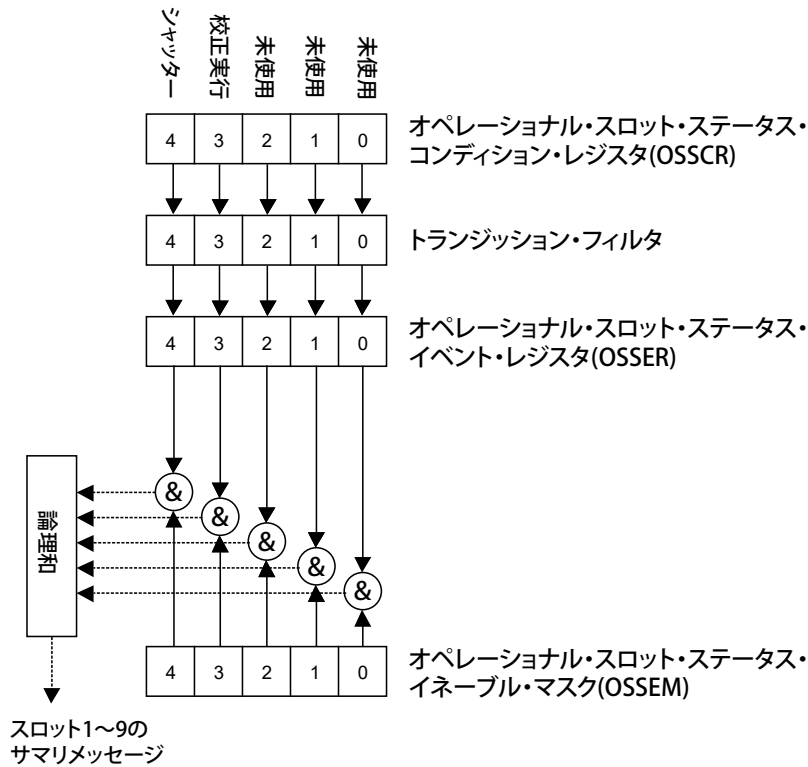 シャッター
校正実行
未使用
未使用
未使用
4 3 2 1 0
オペレーショナル・スロット・ステータス・
コンディション・レジスタ(OSSCR)
4 3 2 1 0
トランジッション・フィルタ
4 3 2 1 0
オペレーショナル・スロット・ステータス・
イベント・レジスタ(OSSER)
&
&
&
&
&
論理和
4 3 2 1 0
オペレーショナル・スロット・ステータス・
イネーブル・マスク(OSSEM)
スロット1～9の
サマリメッセージ